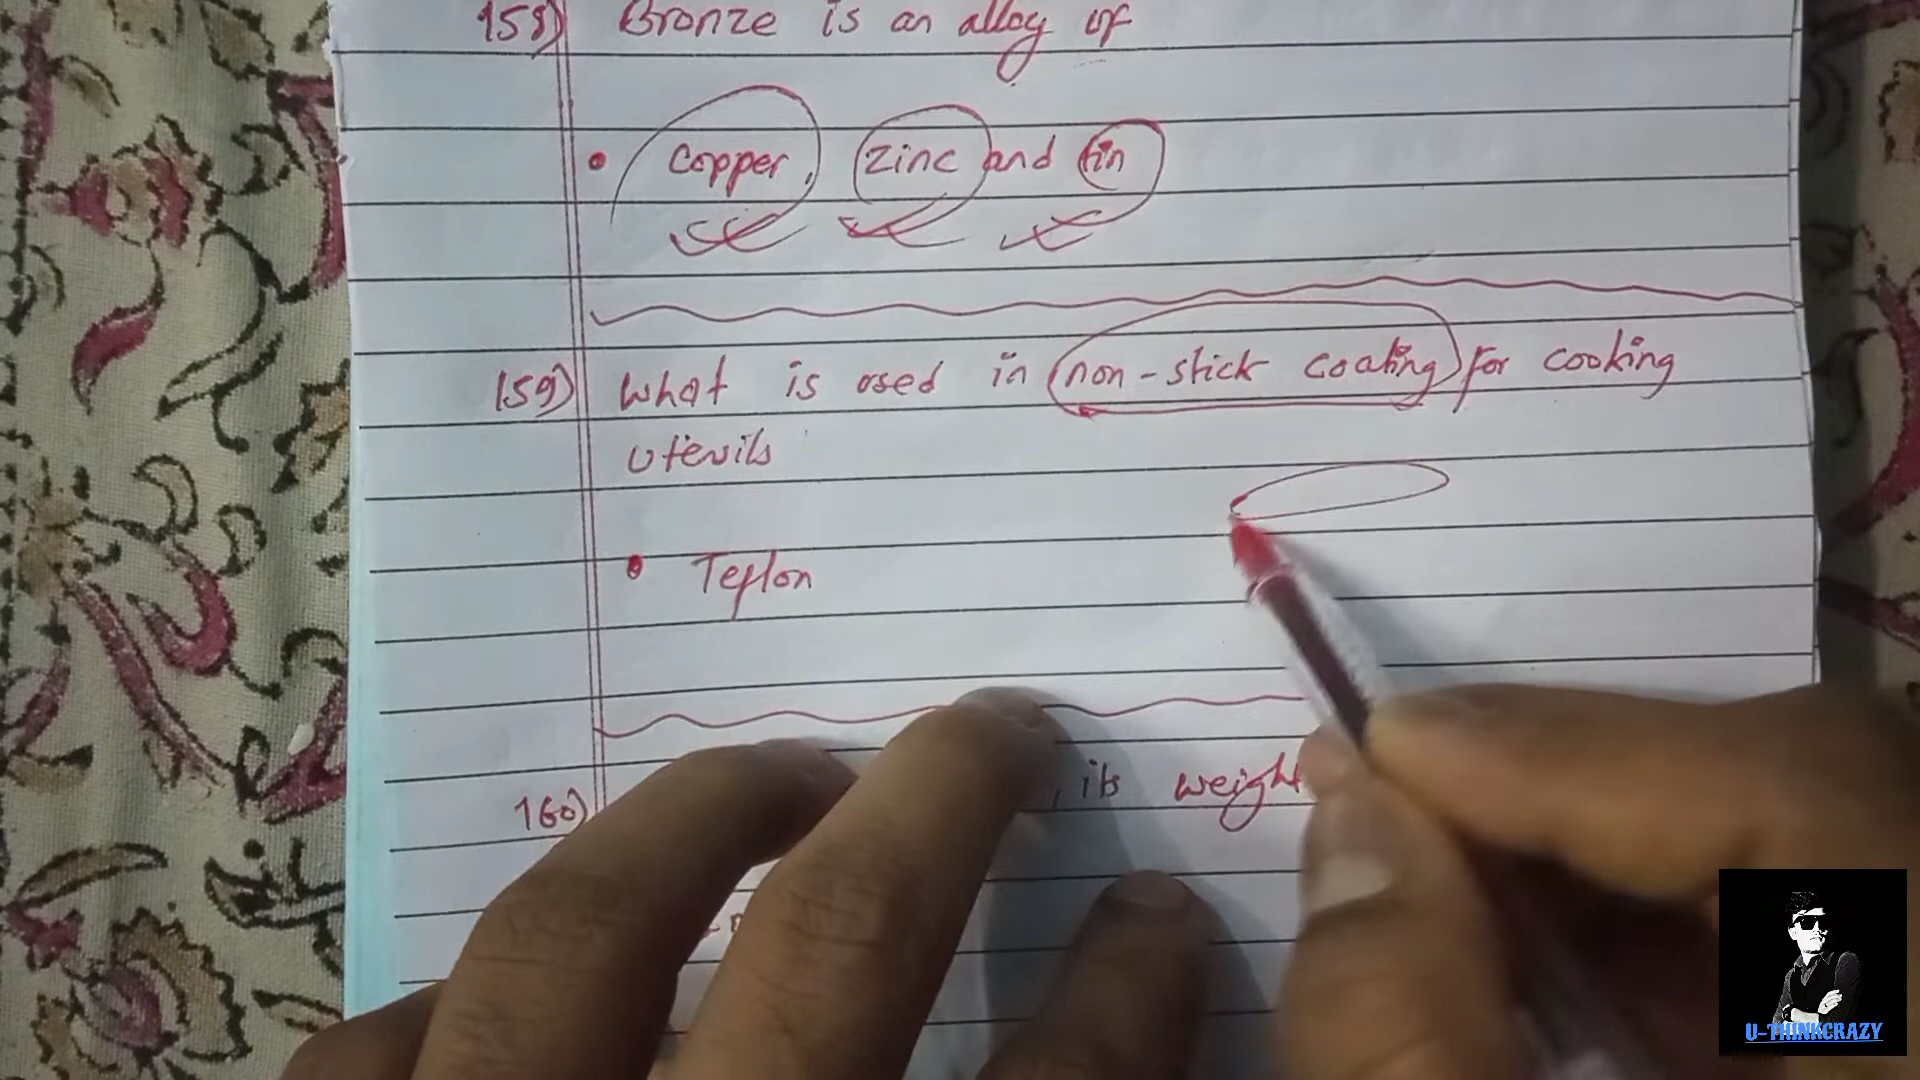 158) Bronze is an alloy of
• Copper, Zinc and tin
159) What is used in non-stick coating for cooking
utensils
• Teflon
160) , its weight
U-THINKCRAZY